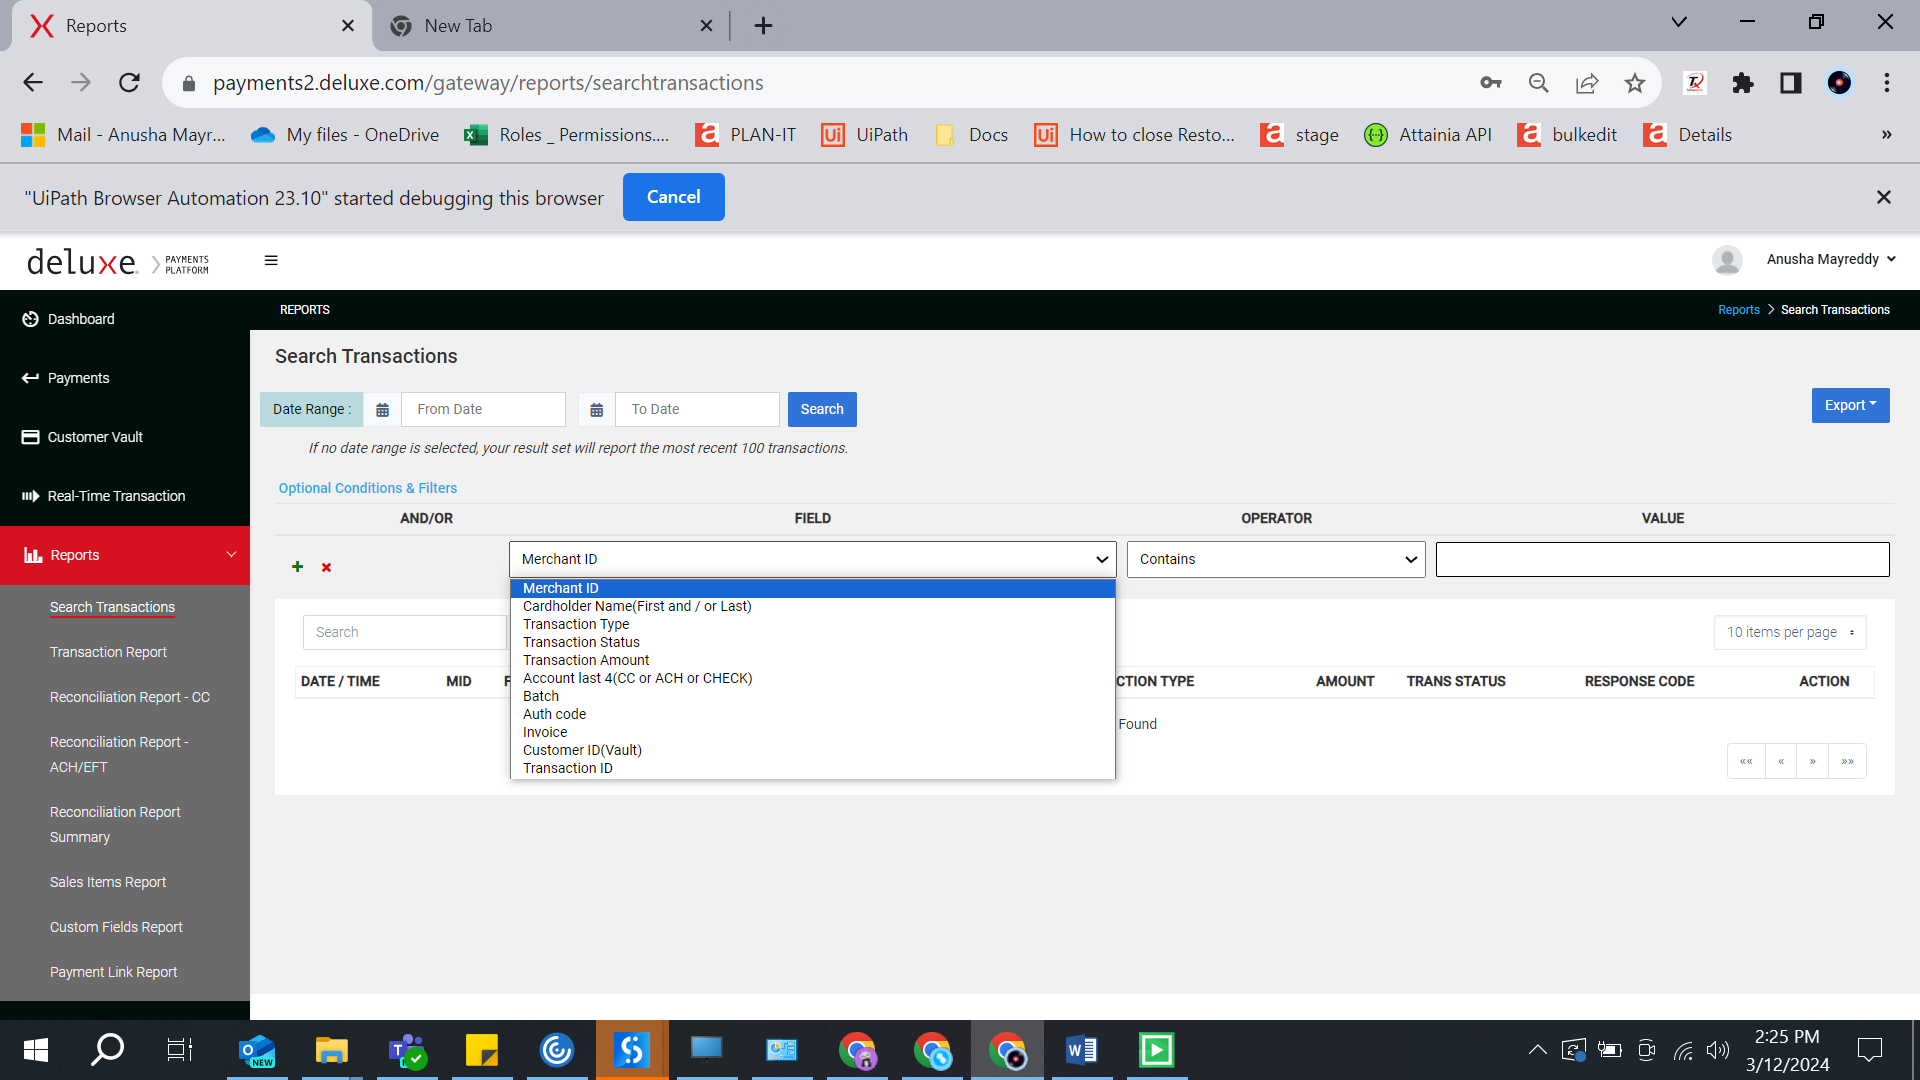 Reports
New Tab
payments2.deluxe.com/gateway/reports/searchtransactions
Mail - Anusha Mayr...
My files - OneDrive
Roles _ Permissions....
PLAN-IT
UiPath
Docs
How to close Resto...
stage
Attainia API
bulkedit
Details
»
"UiPath Browser Automation 23.10" started debugging this browser
Cancel
deluxe. PAYMENTS
PLATFORM
Anusha Mayreddy
Dashboard
Payments
Customer Vault
Real-Time Transaction
Reports
Search Transactions
Transaction Report
Reconciliation Report - CC
Reconciliation Report -
ACH/EFT
Reconciliation Report
Summary
Sales Items Report
Custom Fields Report
Payment Link Report
REPORTS
Reports > Search Transactions
Search Transactions
Date Range :
From Date
To Date
Search
Export
If no date range is selected, your result set will report the most recent 100 transactions.
Optional Conditions & Filters
AND/OR
FIELD
OPERATOR
VALUE
Merchant ID
Contains
Merchant ID
Cardholder Name(First and / or Last)
Transaction Type
Transaction Status
Transaction Amount
Account last 4(CC or ACH or CHECK)
Batch
Auth code
Invoice
Customer ID(Vault)
Transaction ID
Search
10 items per page
DATE / TIME
MID
F
CTION TYPE
AMOUNT
TRANS STATUS
RESPONSE CODE
ACTION
Found
««
«
»
»»
NEW
2:25 PM
3/12/2024